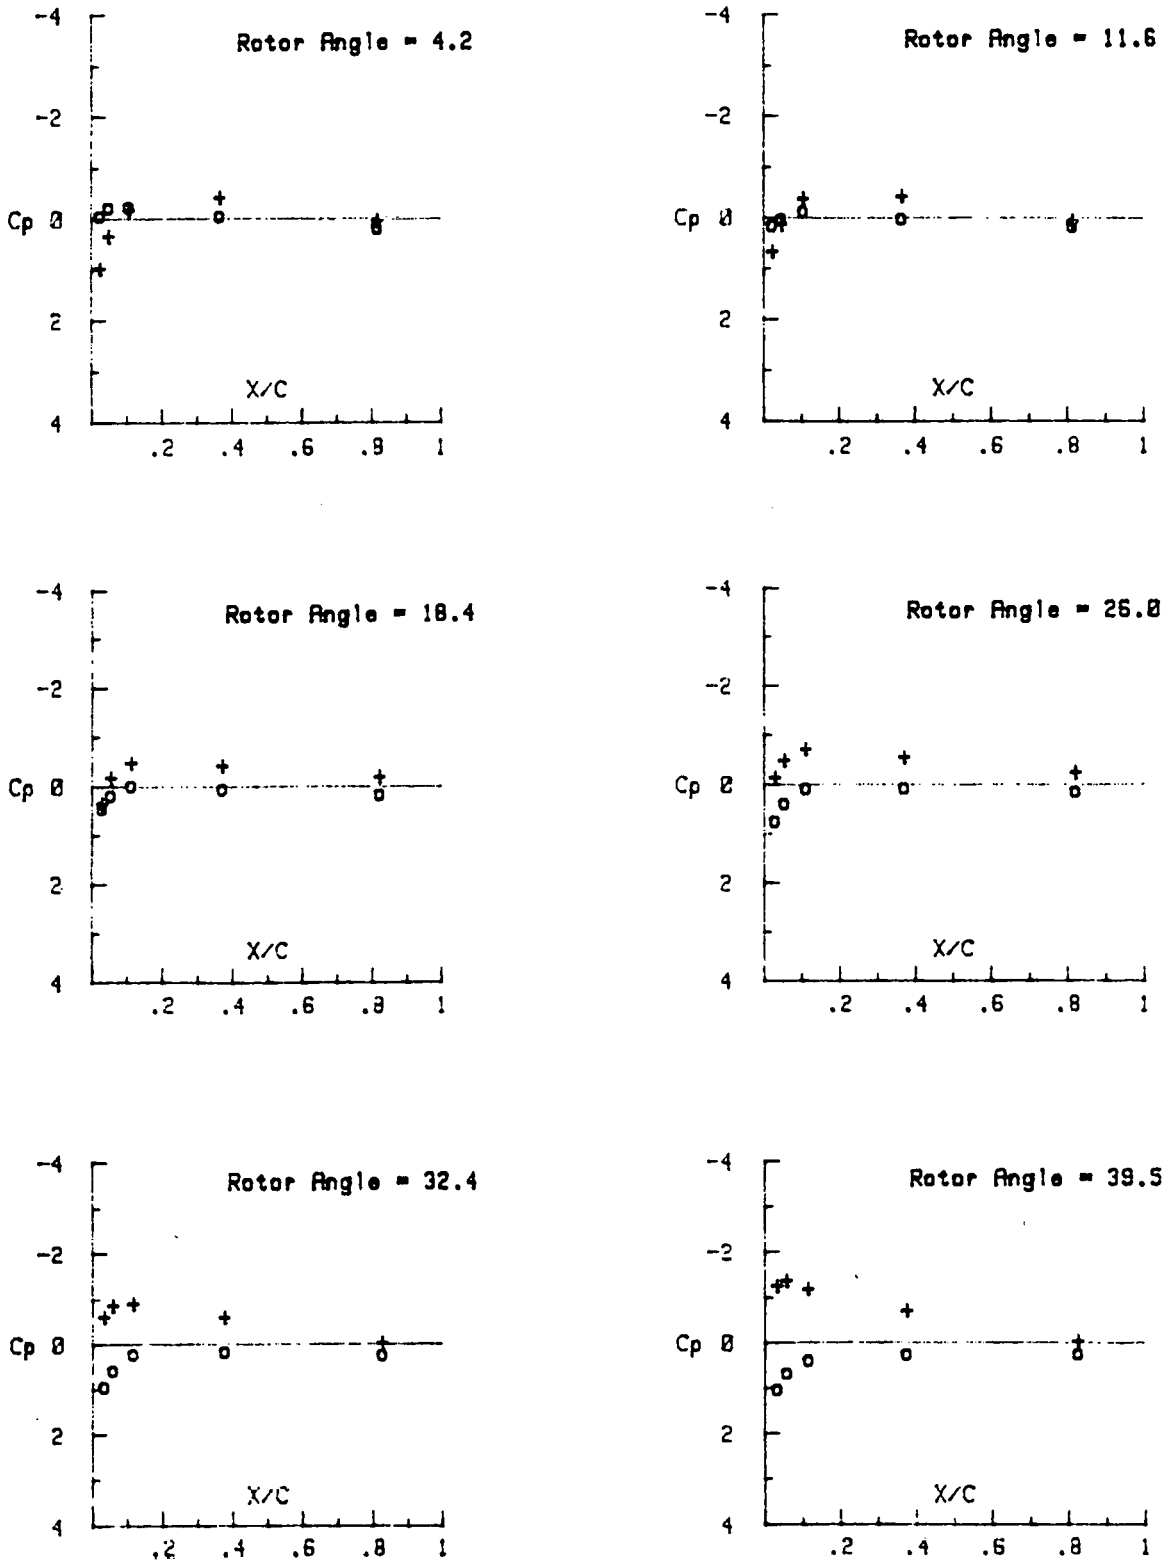 -4
Rotor Angle = 4.2
-2
Cp 0
2
X/C
4
.2 .4 .6 .8 1
-4
Rotor Angle = 11.6
-2
Cp 0
2
X/C
4
.2 .4 .6 .8 1
-4
Rotor Angle = 18.4
-2
Cp 0
2
X/C
4
.2 .4 .6 .8 1
-4
Rotor Angle = 26.0
-2
Cp 0
2
X/C
4
.2 .4 .6 .8 1
-4
Rotor Angle = 32.4
-2
Cp 0
2
X/C
4
.2 .4 .6 .8 1
-4
Rotor Angle = 39.5
-2
Cp 0
2
X/C
4
.2 .4 .6 .8 1